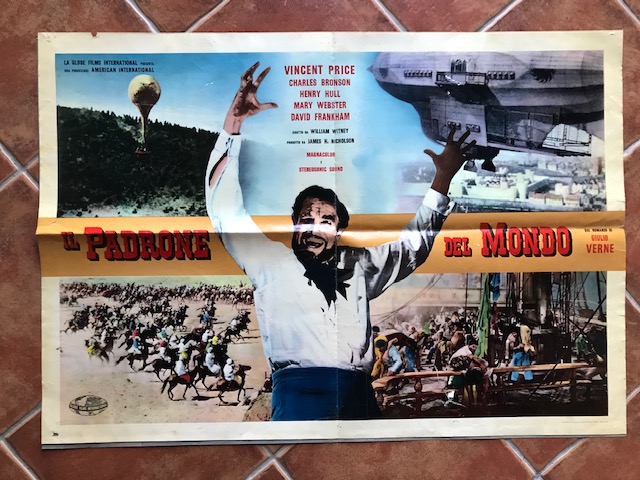 LA GLOBE FILMS INTERNATIONAL PRESENTA
UNA PRODUZIONE AMERICAN INTERNATIONAL
VINCENT PRICE
CHARLES BRONSON
HENRY HULL
MARY WEBSTER
DAVID FRANKHAM
DIRETTO DA WILLIAM WITNEY
PRODOTTO DA JAMES H. NICHOLSON
MAGNACOLOR
E
STEREOSONIC SOUND
IL PADRONE DEL MONDO
DAL ROMANZO DI
GIULIO
VERNE